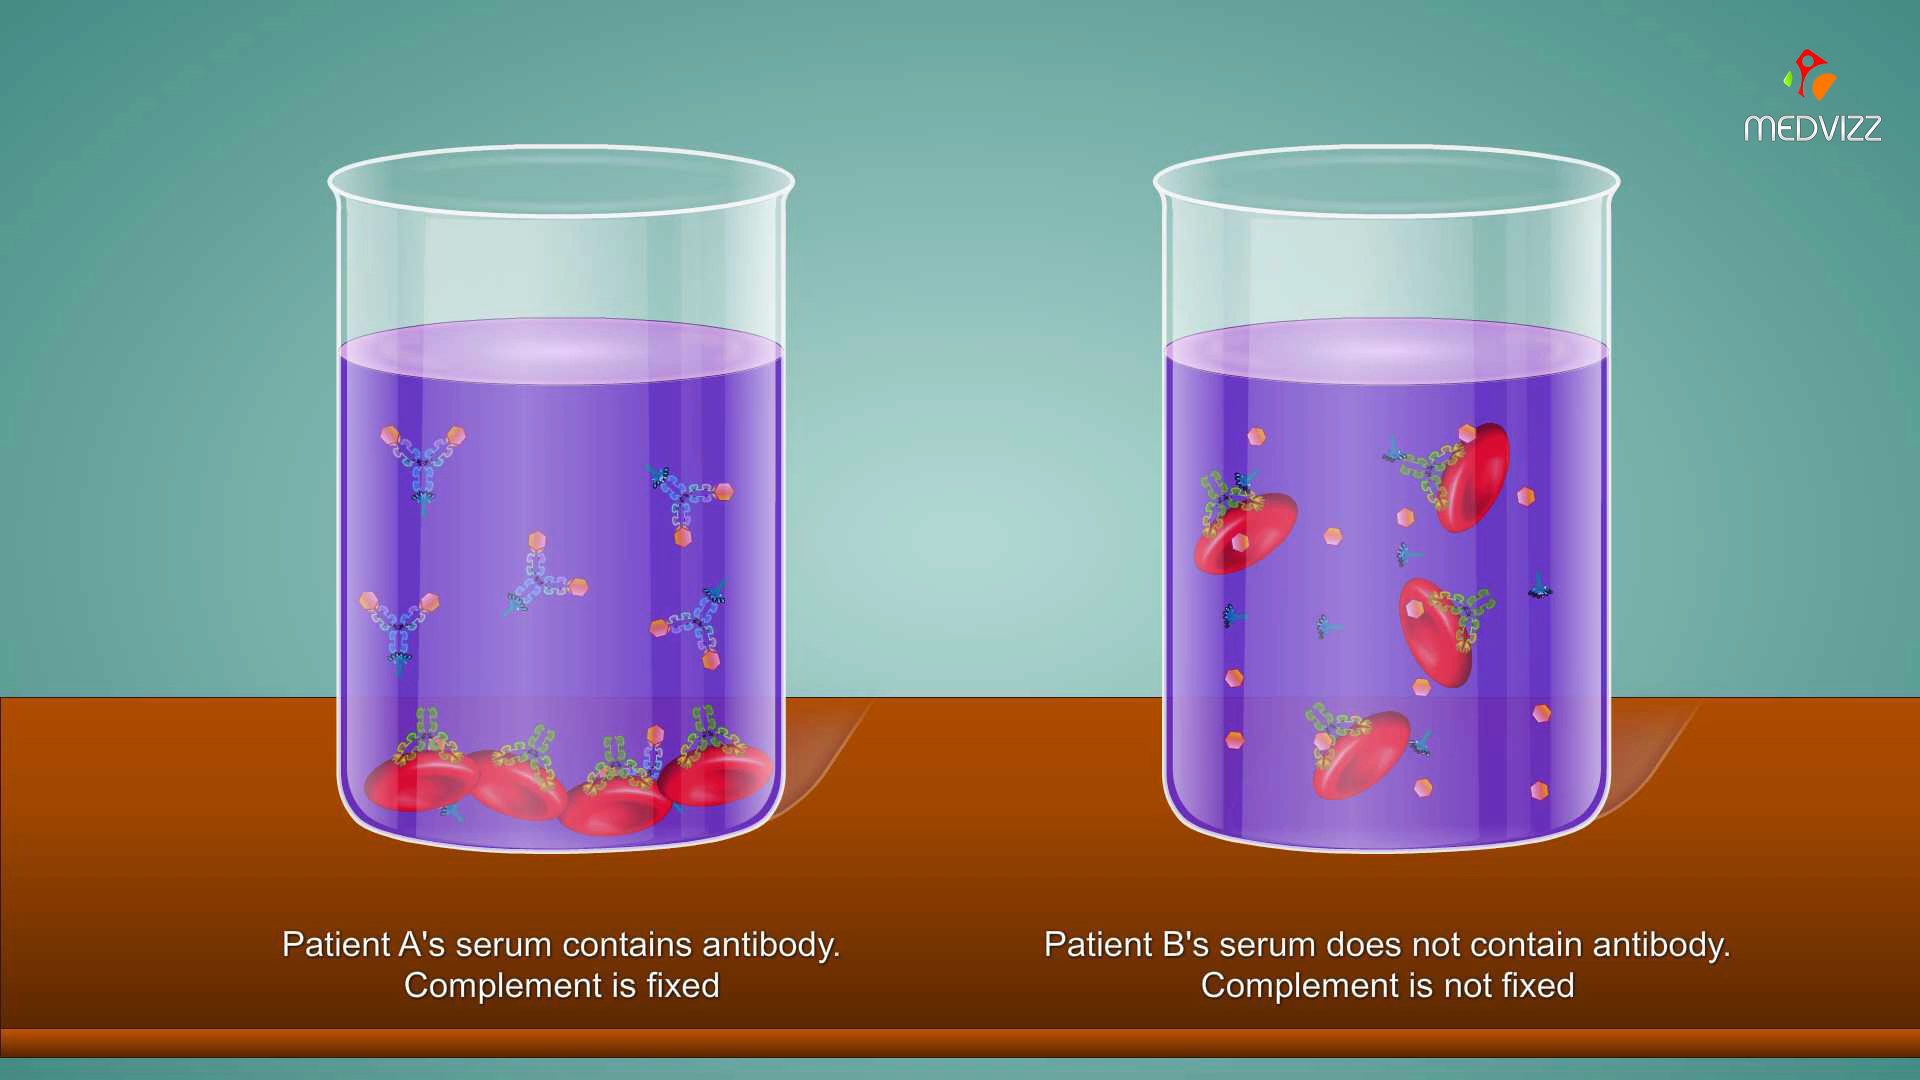 MEDVIZZ
Patient A's serum contains antibody.
Complement is fixed
Patient B's serum does not contain antibody.
Complement is not fixed